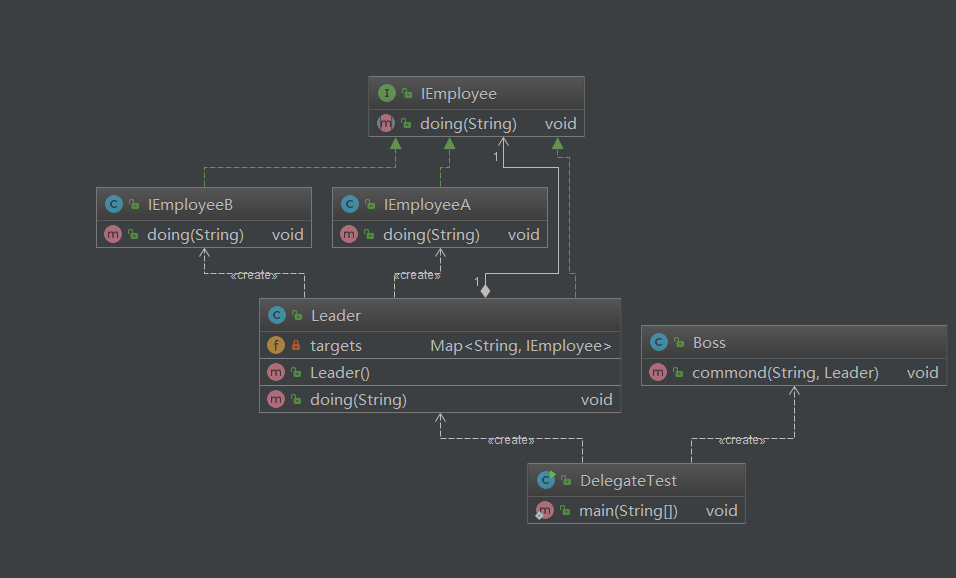 I IEmployee
m doing(String) void
1
C IEmployeeB
m doing(String) void
C IEmployeeA
m doing(String) void
«create»
«create»
1
C Leader
f targets Map<String, IEmployee>
m Leader()
m doing(String) void
C Boss
m commond(String, Leader) void
«create»
«create»
C DelegateTest
m main(String[]) void